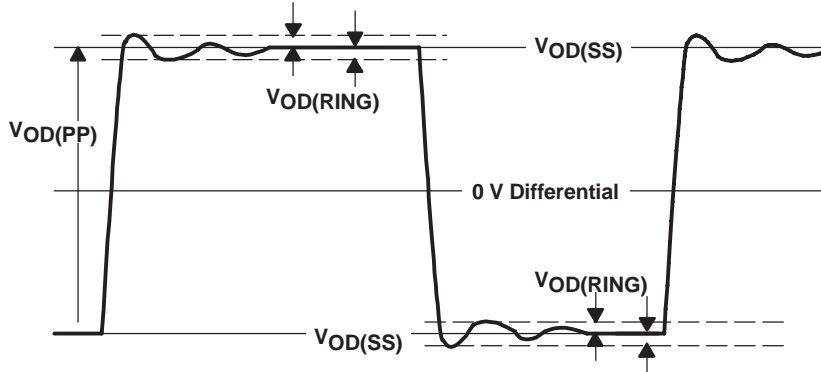 VOD(SS)
VOD(RING)
VOD(PP)
0 V Differential
VOD(RING)
VOD(SS)